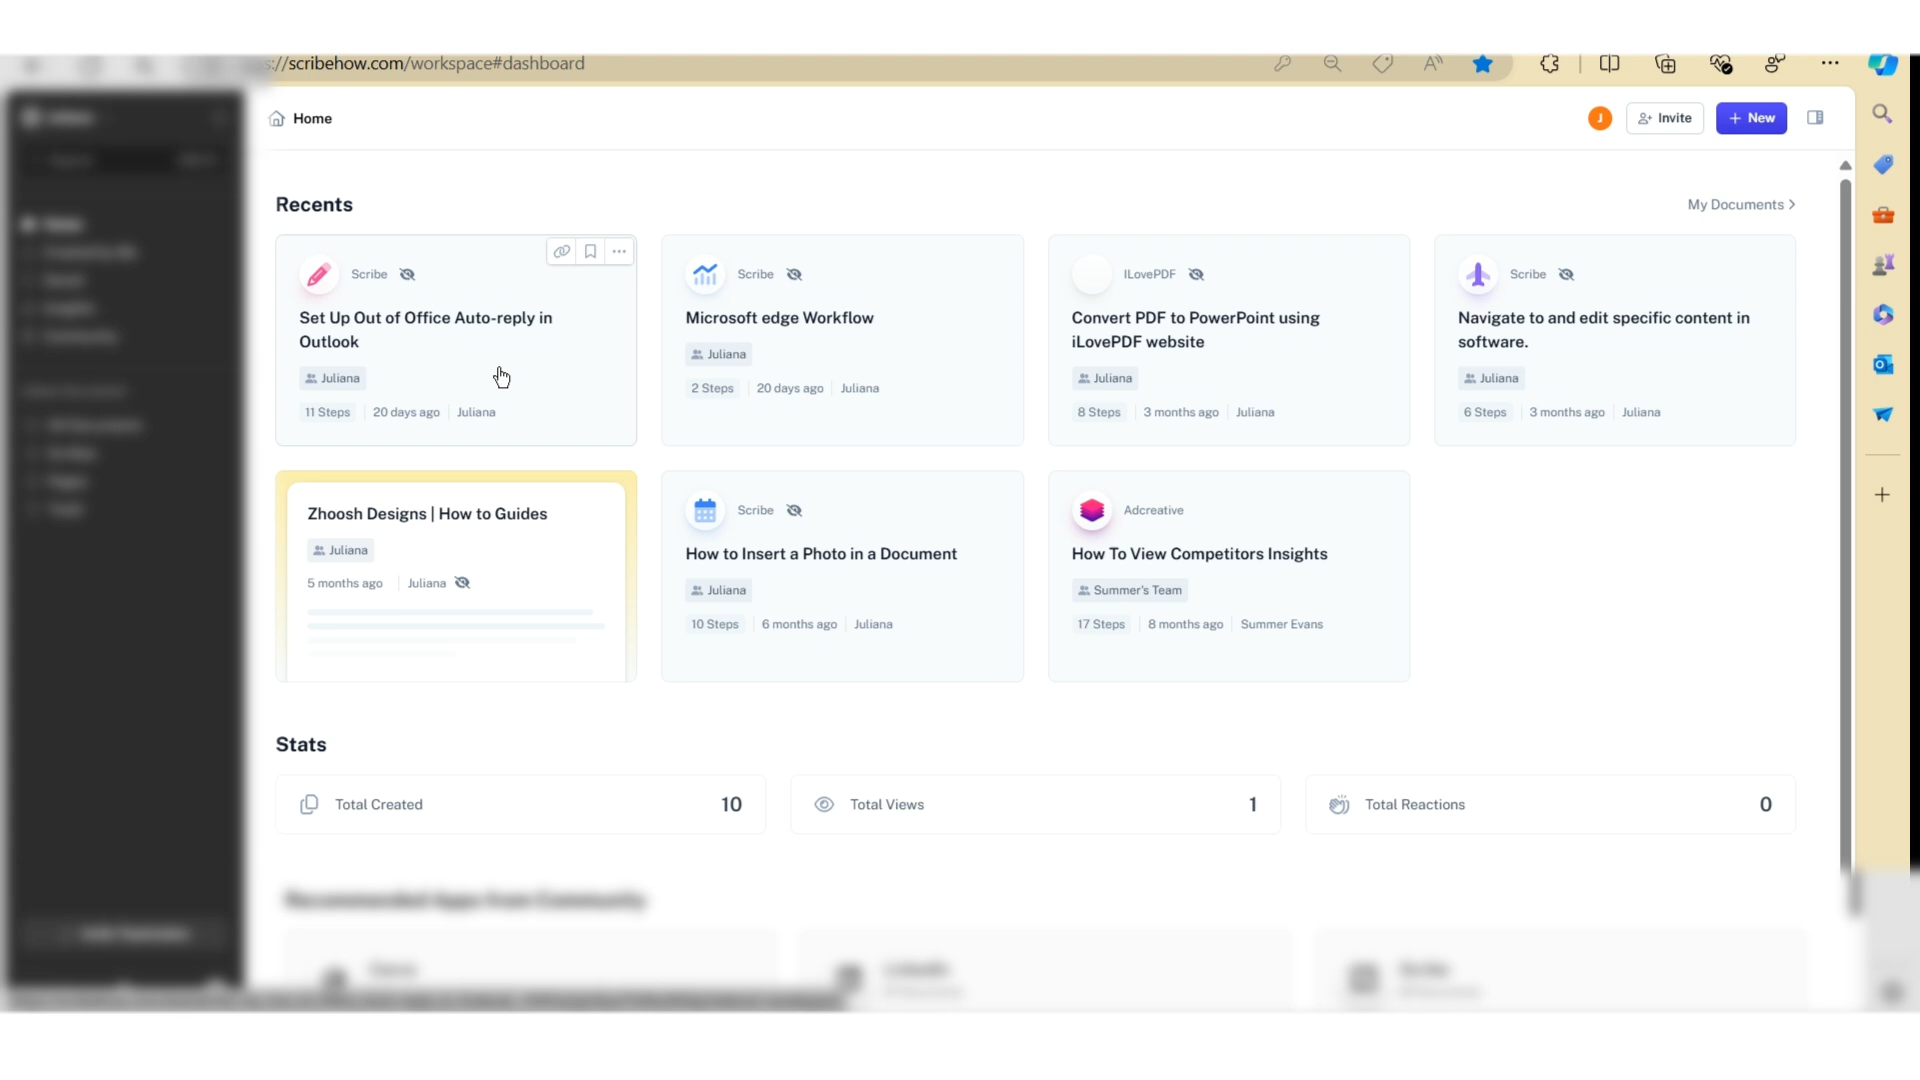 ://scribehow.com/workspace#dashboard
Home
J
Invite
+ New
Recents
My Documents >
Scribe
Set Up Out of Office Auto-reply in
Outlook
Juliana
11 Steps
20 days ago
Juliana
Scribe
Microsoft edge Workflow
Juliana
2 Steps
20 days ago
Juliana
ILovePDF
Convert PDF to PowerPoint using
iLovePDF website
Juliana
8 Steps
3 months ago
Juliana
Scribe
Navigate to and edit specific content in
software.
Juliana
6 Steps
3 months ago
Juliana
Zhoosh Designs | How to Guides
Juliana
5 months ago
Juliana
Scribe
How to Insert a Photo in a Document
Juliana
10 Steps
6 months ago
Juliana
Adcreative
How To View Competitors Insights
Summer's Team
17 Steps
8 months ago
Summer Evans
Stats
Total Created
10
Total Views
1
Total Reactions
0
Recommended Apps from Community